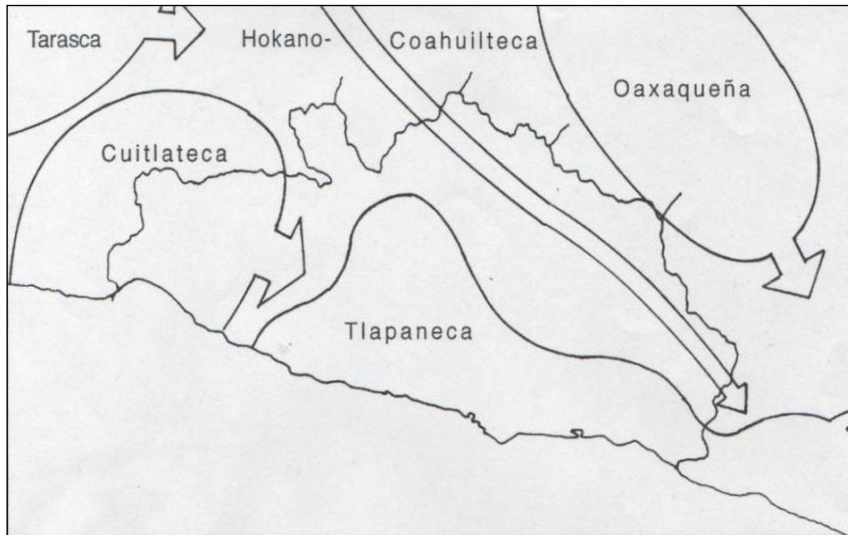 Tarasca
Hokano-
Coahuilteca
Oaxaqueña
Cuitlateca
Tlapaneca